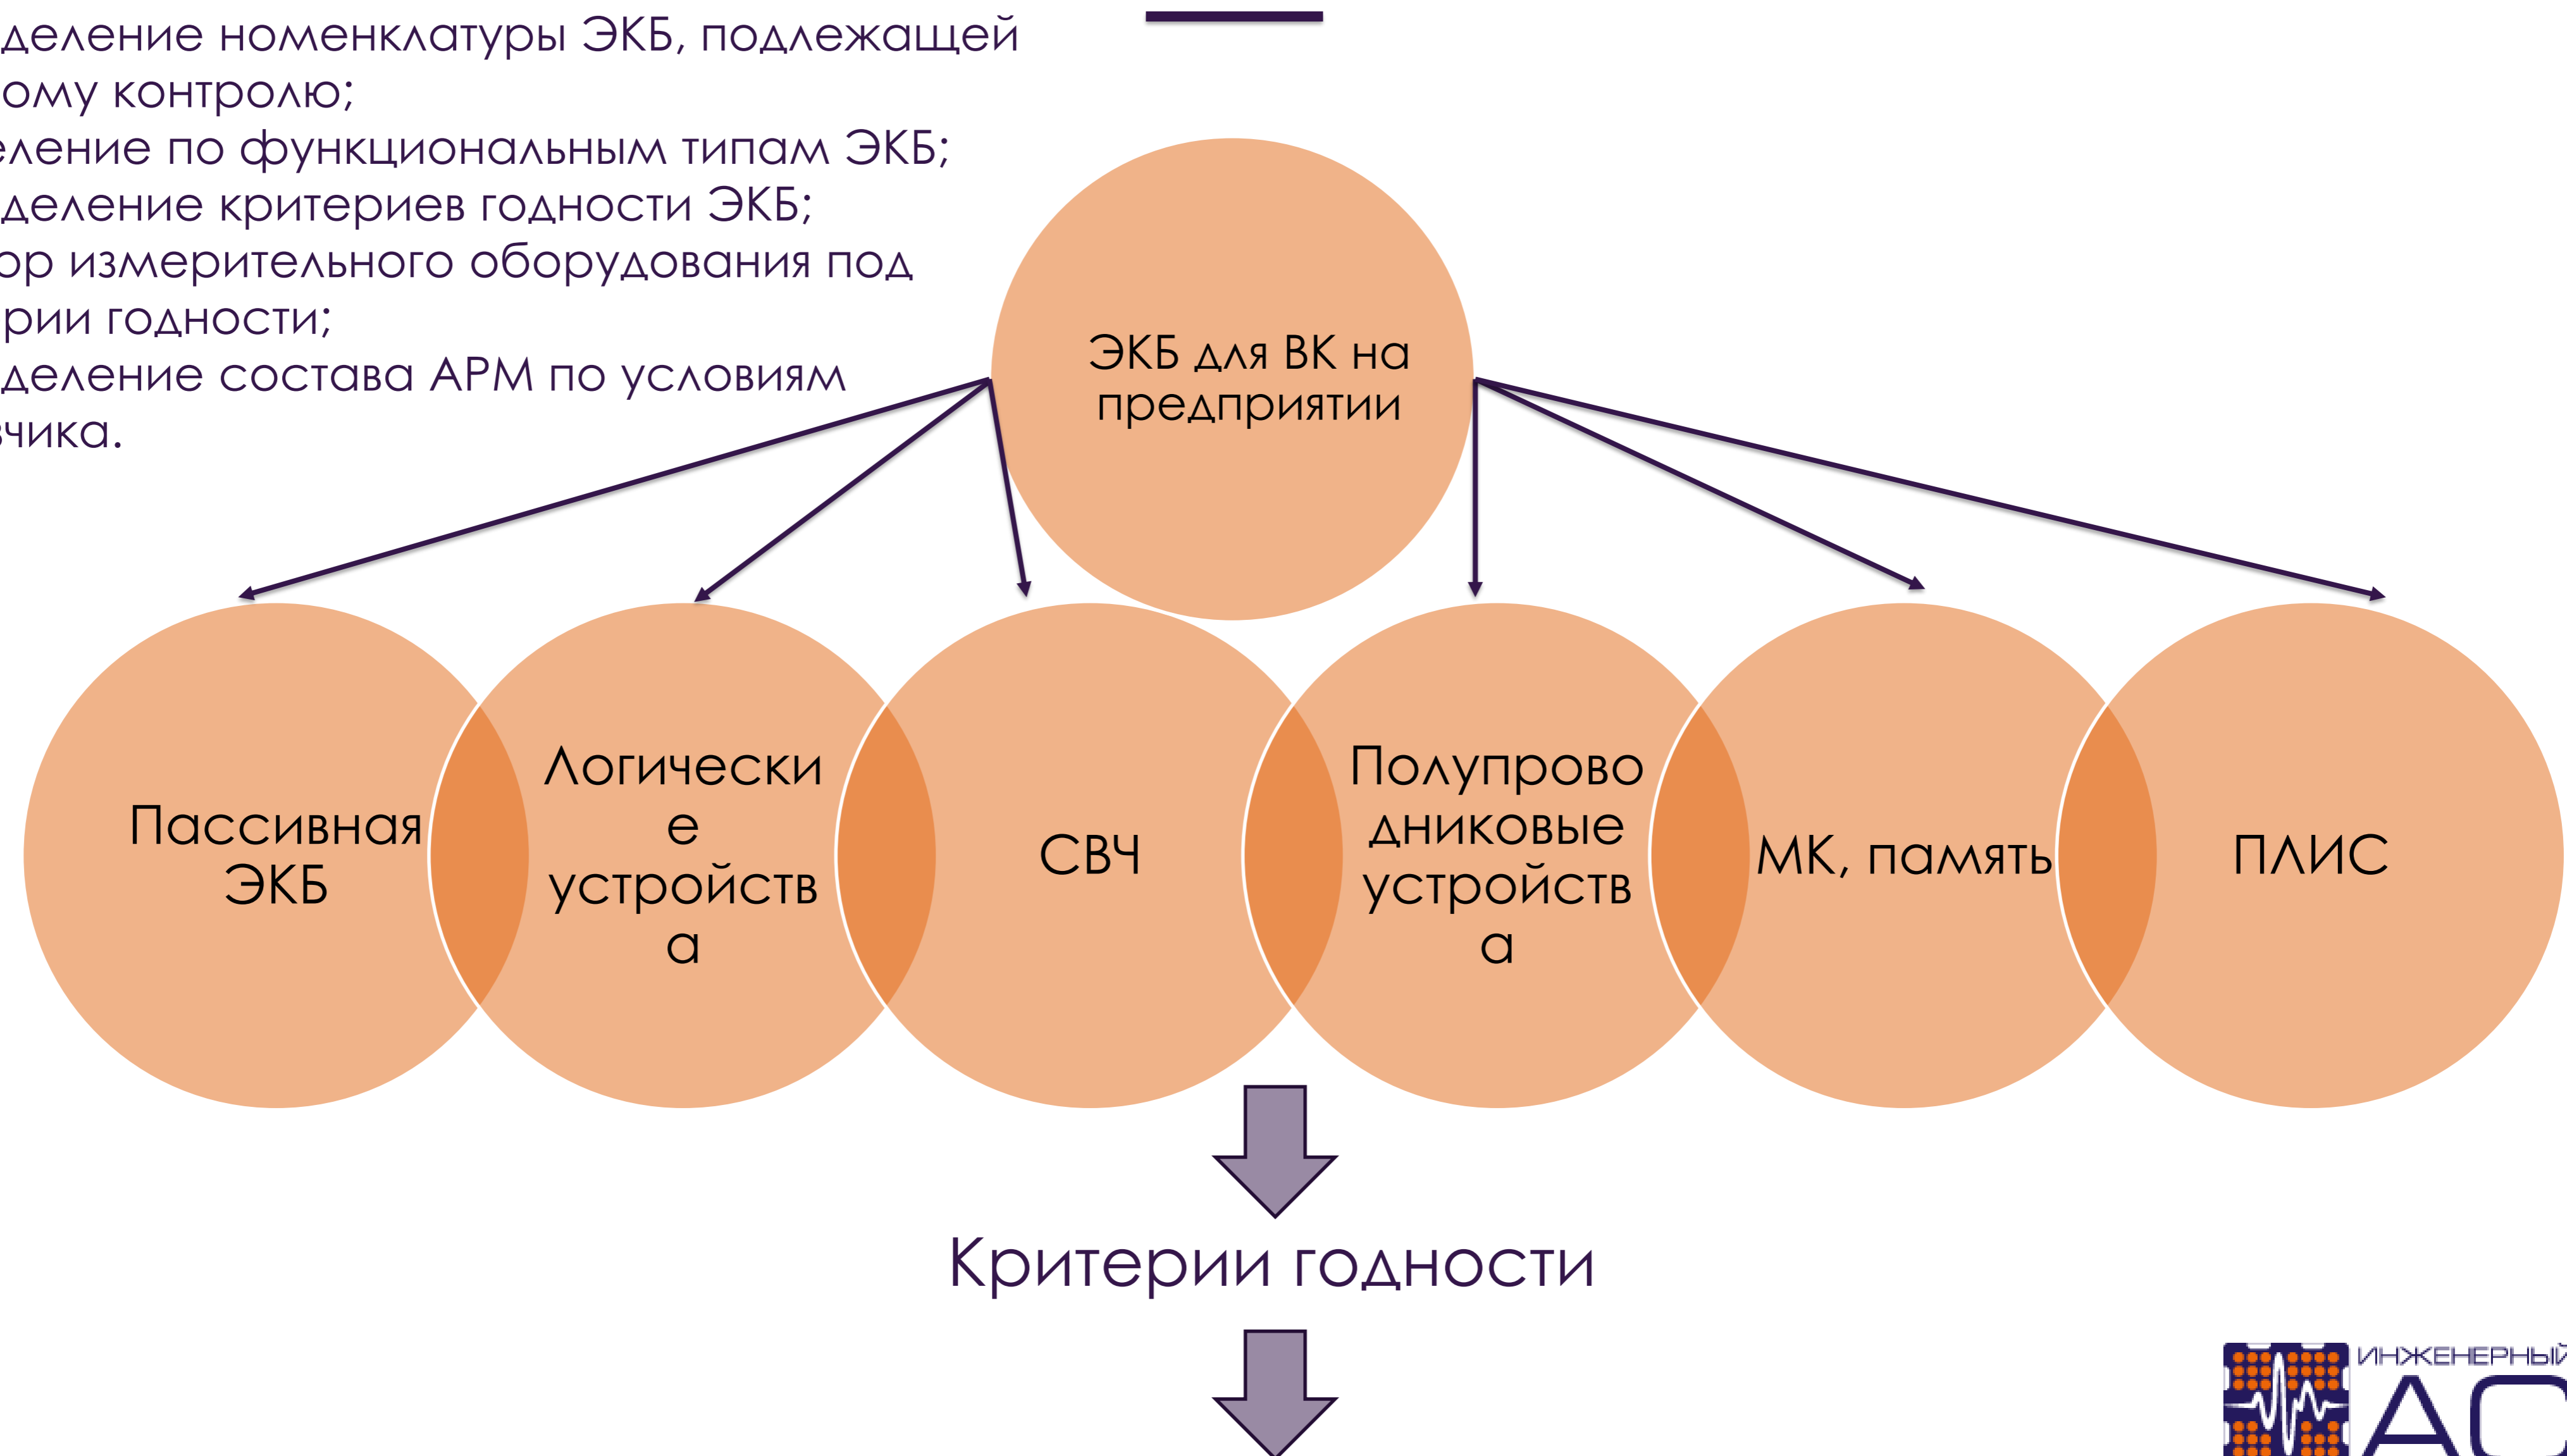 деление номенклатуры ЭКБ, подлежащей
ому контролю;
еление по функциональным типам ЭКБ;
деление критериев годности ЭКБ;
ор измерительного оборудования под
рии годности;
деление состава АРМ по условиям
чика.
ЭКБ для ВК на
предприятии
Пассивная
ЭКБ
Логически
е
устройств
а
СВЧ
Полупрово
дниковые
устройств
а
МК, память
ПЛИС
Критерии годности
ИНЖЕНЕРНЫЙ